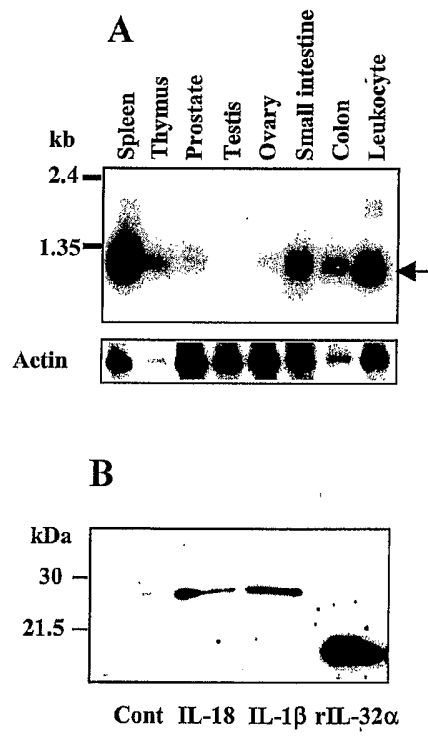 A
Spleen
Thymus
Prostate
Testis
Ovary
Small intestine
Colon
Leukocyte
kb
2.4
1.35
Actin
B
kDa
30
21.5
Cont IL-18 IL-1β rIL-32α